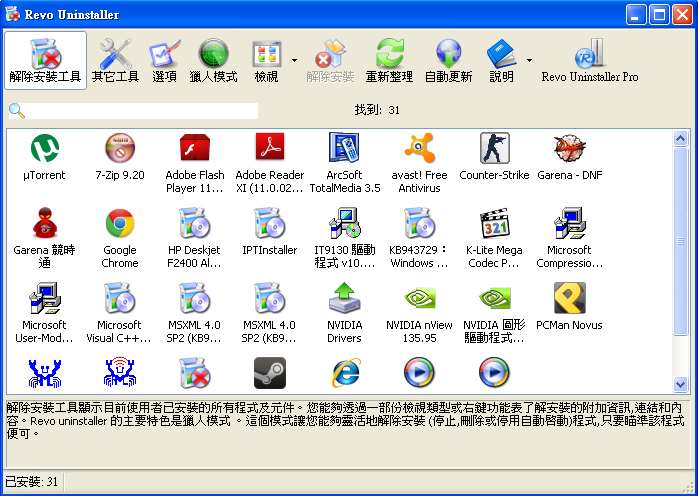 Revo Uninstaller
解除安裝工具 其它工具 選項 獵人模式 檢視 解除安裝 重新整理 自動更新 說明 Revo Uninstaller Pro
找到: 31
µTorrent
7-Zip 9.20
Adobe Flash
Player 11...
Adobe Reader
XI (11.0.02...
ArcSoft
TotalMedia 3.5
avast! Free
Antivirus
Counter-Strike
Garena - DNF
Garena 競時
通
Google
Chrome
HP Deskjet
F2400 Al...
IPTInstaller
IT9130 驅動
程式 v10....
KB943729：
Windows ...
K-Lite Mega
Codec P...
Microsoft
Compressio...
Microsoft
User-Mod...
Microsoft
Visual C++...
MSXML 4.0
SP2 (KB9...
MSXML 4.0
SP2 (KB9...
NVIDIA
Drivers
NVIDIA nView
135.95
NVIDIA 圖形
驅動程式...
PCMan Novus
解除安裝工具顯示目前使用者已安裝的所有程式及元件。您能夠透過一部份檢視類型或右鍵功能表了解安裝的附加資訊,連結和內
容。Revo uninstaller 的主要特色是獵人模式 。這個模式讓您能夠靈活地解除安裝 (停止,刪除或停用自動啓動)程式,只要瞄準該程式
便可。
已安裝: 31